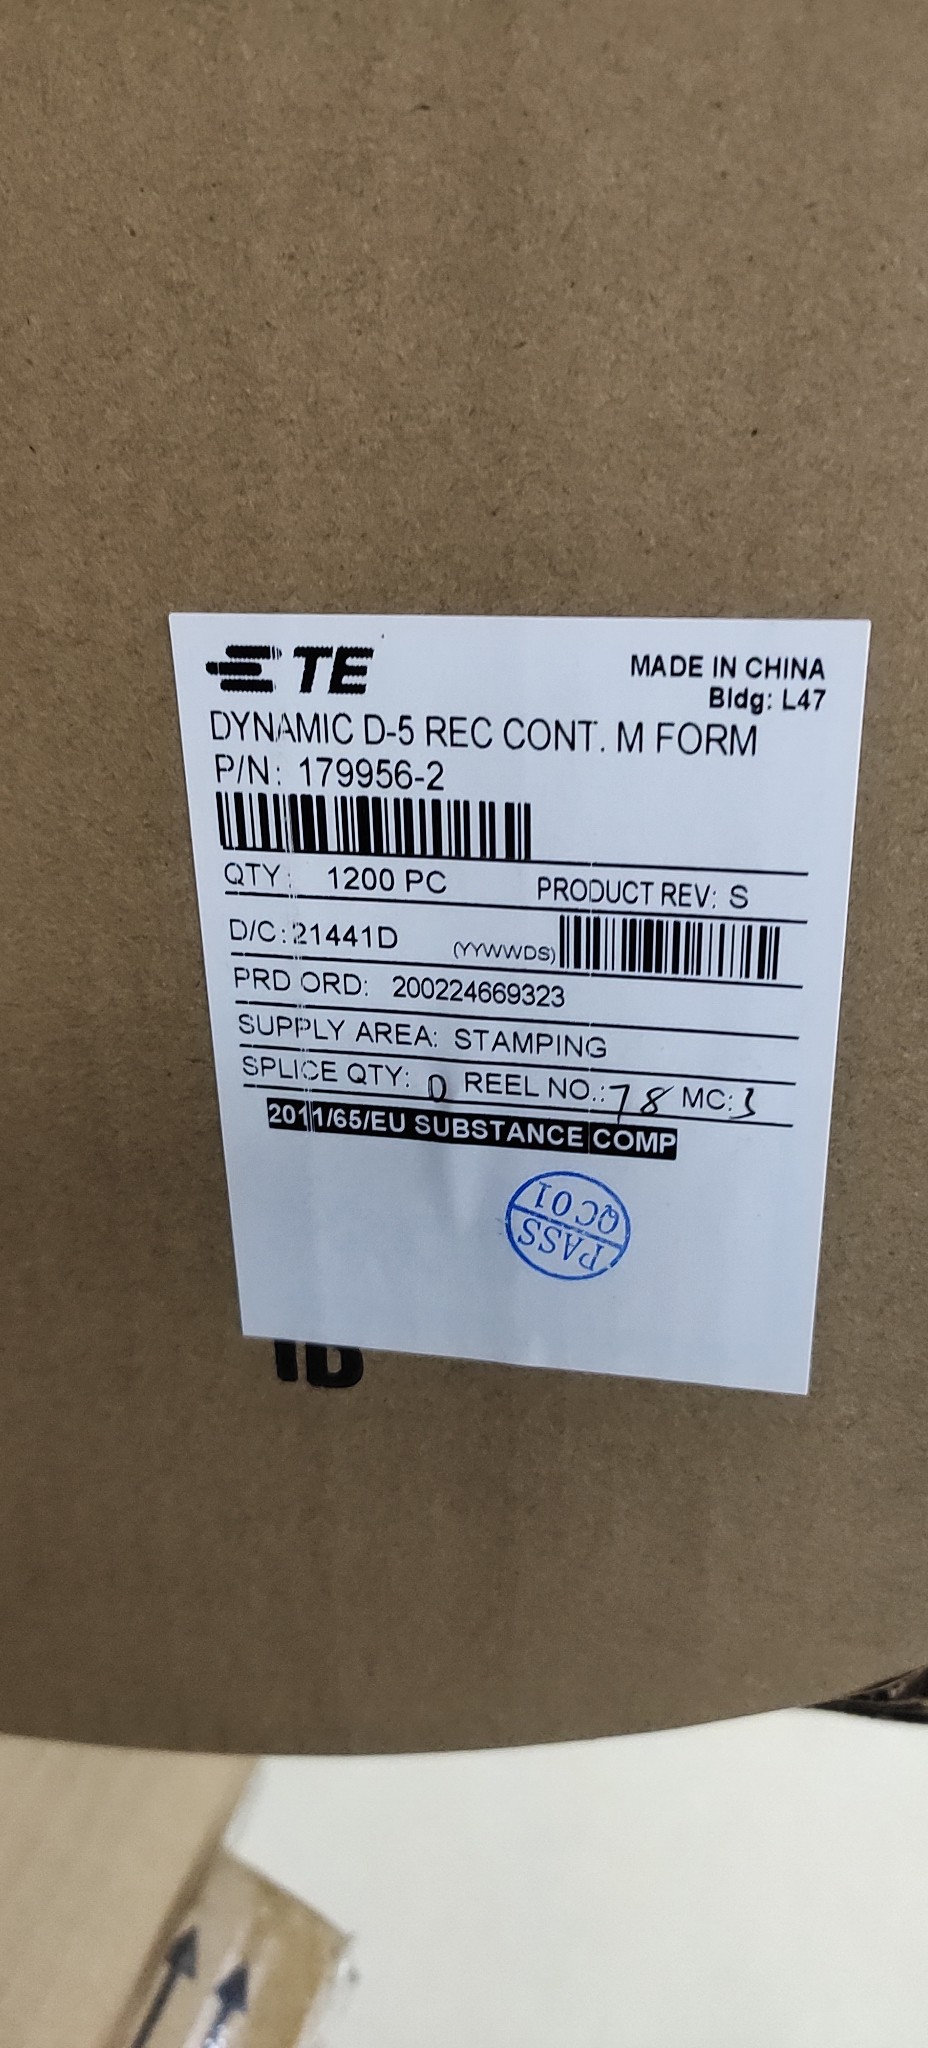 TE
MADE IN CHINA
Bldg: L47
DYNAMIC D-5 REC CONT. M FORM
P/N: 179956-2
QTY: 1200 PC PRODUCT REV: S
D/C:21441D (YYWWDS)
PRD ORD: 200224669323
SUPPLY AREA: STAMPING
SPLICE QTY: 0 REEL NO.:78 MC:3
2011/65/EU SUBSTANCE COMP
PASS
QC01